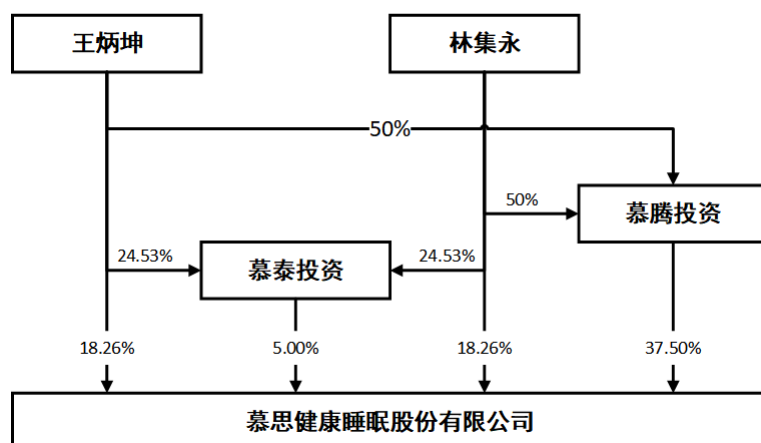 王炳坤
林集永
50%
50%
慕腾投资
24.53%
慕泰投资
24.53%
18.26%
5.00%
18.26%
37.50%
慕思健康睡眠股份有限公司